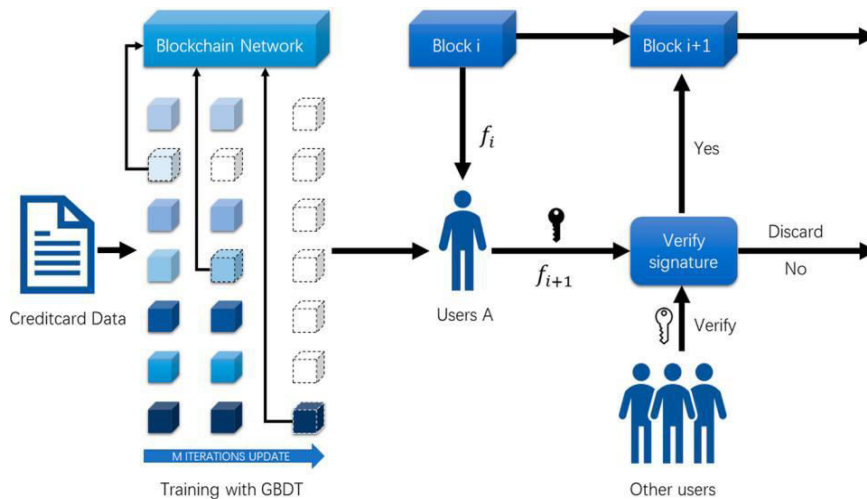 Blockchain Network
Block i
Block i+1
f_i
Yes
Creditcard Data
Users A
f_{i+1}
Verify
signature
Discard
No
Verify
M ITERATIONS UPDATE
Training with GBDT
Other users